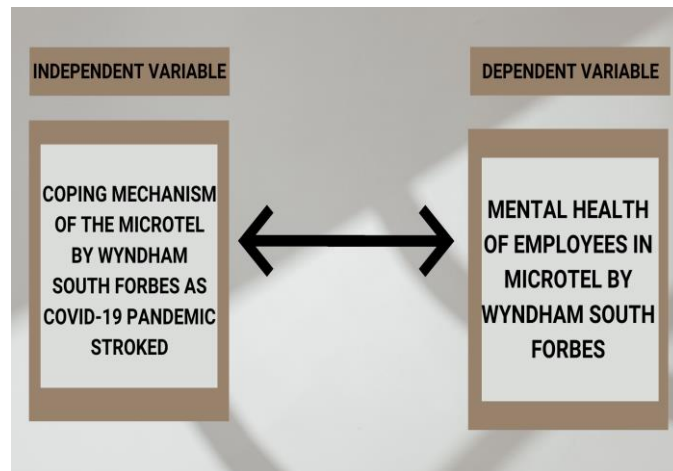 INDEPENDENT VARIABLE
DEPENDENT VARIABLE
COPING MECHANISM
OF THE MICROTEL
BY WYNDHAM
SOUTH FORBES AS
COVID-19 PANDEMIC
STROKED
MENTAL HEALTH
OF EMPLOYEES IN
MICROTEL BY
WYNDHAM SOUTH
FORBES